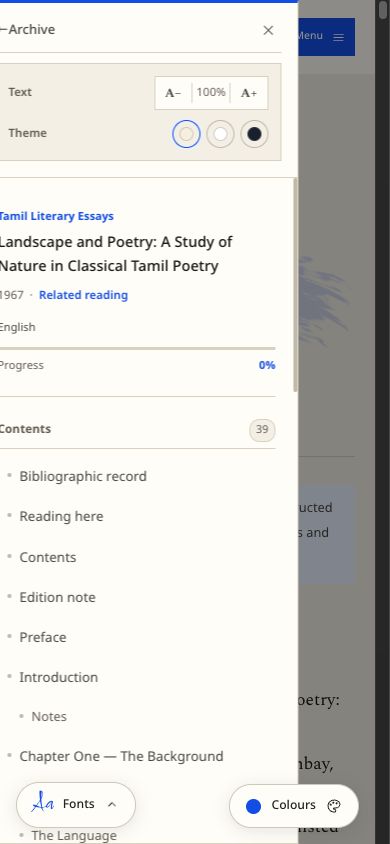 ←Archive
Menu
Text
A− 100% A+
Theme
Tamil Literary Essays
Landscape and Poetry: A Study of
Nature in Classical Tamil Poetry
1967 · Related reading
English
Progress 0%
Contents 39
Bibliographic record
Reading here
Contents
Edition note
Preface
Introduction
Notes
Chapter One — The Background
The Language
Aa Fonts
Colours
s and
oetry: